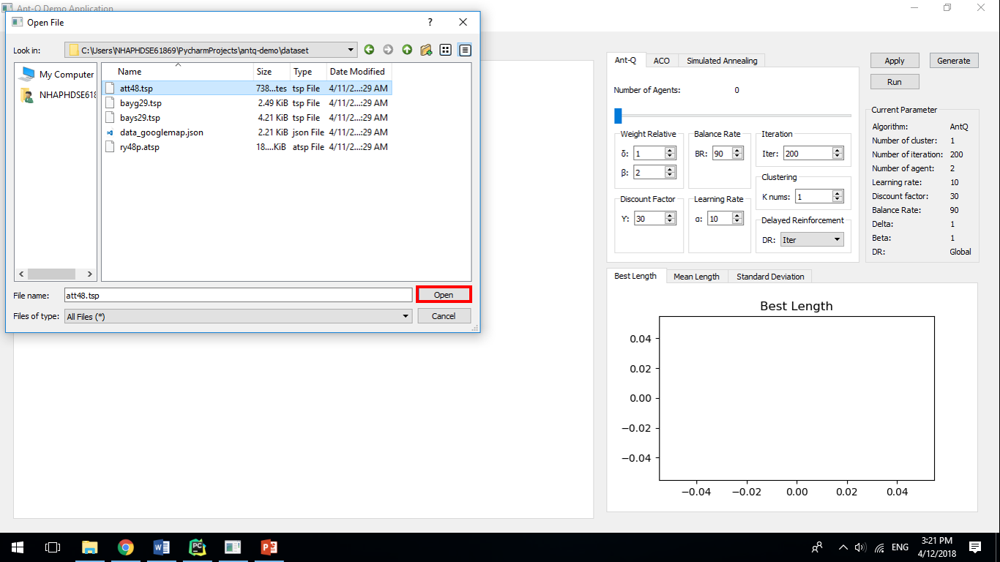 Ant-Q Demo Application
Open File
?
Look in:
C:\Users\NHAPHDSE61869\PycharmProjects\antq-demo\dataset
My Computer
NHAPHDSE618
Name Size Type Date Modified
att48.tsp 738...tes tsp File 4/11/2...:29 AM
bayg29.tsp 2.49 KiB tsp File 4/11/2...:29 AM
bays29.tsp 4.21 KiB tsp File 4/11/2...:29 AM
data_googlemap.json 2.21 KiB json File 4/11/2...:29 AM
ry48p.atsp 18....KiB atsp File 4/11/2...:29 AM
File name: att48.tsp Open
Files of type: All Files (*) Cancel
Ant-Q ACO Simulated Annealing
Number of Agents: 0
Weight Relative
δ: 1
β: 2
Balance Rate
BR: 90
Iteration
Iter: 200
Clustering
K nums: 1
Discount Factor
Y: 30
Learning Rate
α: 10
Delayed Reinforcement
DR: Iter
Apply Generate
Run
Current Parameter
Algorithm: AntQ
Number of cluster: 1
Number of iteration: 200
Number of agent: 2
Learning rate: 10
Discount factor: 30
Balance Rate: 90
Delta: 1
Beta: 1
DR: Global
Best Length Mean Length Standard Deviation
Best Length
0.04
0.02
0.00
−0.02
−0.04
−0.04 −0.02 0.00 0.02 0.04
ENG
3:21 PM
4/12/2018